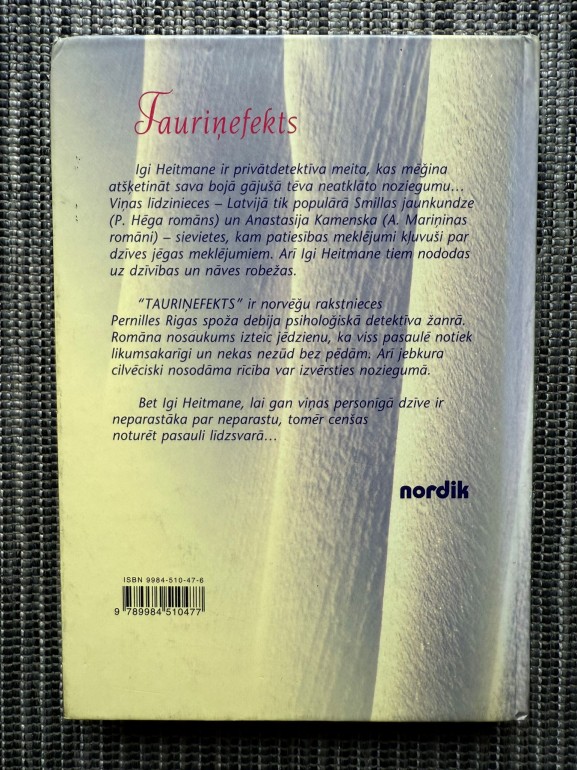 Tauriņefekts
Igi Heitmane ir privātdetektīva meita, kas mēģina
atšķetināt sava bojā gājušā tēva neatklāto noziegumu...
Viņas līdzinieces – Latvijā tik populārā Smillas jaunkundze
(P. Hēga romāns) un Anastasija Kamenska (A. Mariņinas
romāni) – sievietes, kam patiesības meklējumi kļuvuši par
dzīves jēgas meklējumiem. Arī Igi Heitmane tiem nododas
uz dzīvības un nāves robežas.
"TAURIŅEFEKTS" ir norvēģu rakstnieces
Pernilles Rigas spoža debija psiholoģiskā detektīva žanrā.
Romāna nosaukums izteic jēdzienu, ka viss pasaulē notiek
likumsakarīgi un nekas nezūd bez pēdām. Arī jebkura
cilvēciski nosodāma rīcība var izvērsties noziegumā.
Bet Igi Heitmane, lai gan viņas personīgā dzīve ir
neparastāka par neparastu, tomēr cenšas
noturēt pasauli līdzsvarā...
nordik
ISBN 9984-510-47-6
9 789984 510477